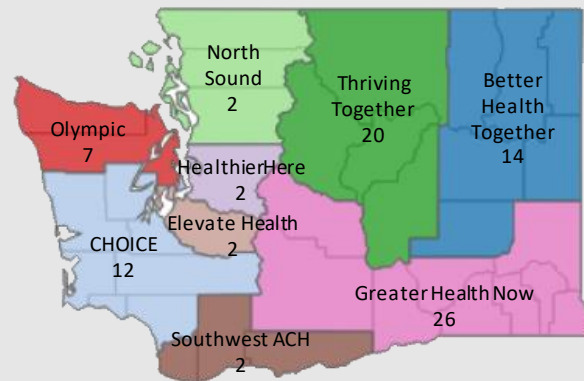 North
Sound
2
Thriving
Together
20
Better
Health
Together
14
Olympic
7
HealthierHere
2
Elevate Health
2
CHOICE
12
Greater Health Now
26
Southwest ACH
2